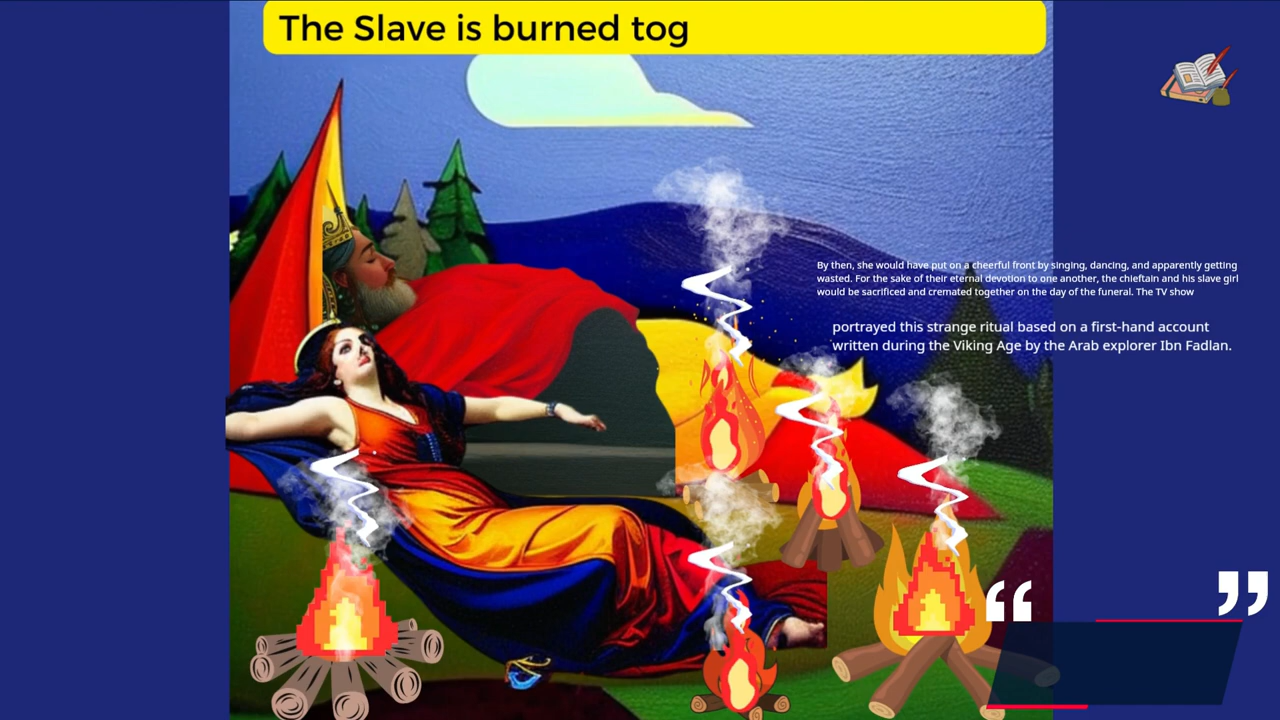 The Slave is burned tog
By then, she would have put on a cheerful front by singing, dancing, and apparently getting
wasted. For the sake of their eternal devotion to one another, the chieftain and his slave girl
would be sacrificed and cremated together on the day of the funeral. The TV show
portrayed this strange ritual based on a first-hand account
written during the Viking Age by the Arab explorer Ibn Fadlan.
“ ”